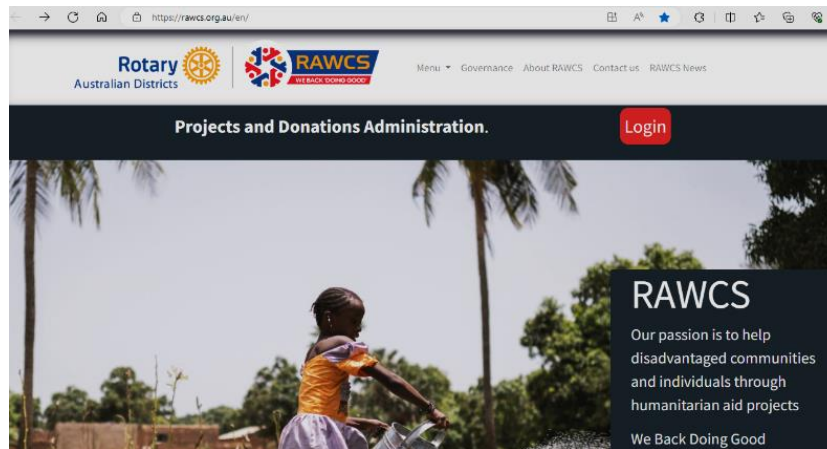 https://rawcs.org.au/en/
Rotary
Australian Districts
RAWCS
WE BACK 'DOING GOOD'
Menu Governance About RAWCS Contact us RAWCS News
Projects and Donations Administration.
Login
RAWCS
Our passion is to help
disadvantaged communities
and individuals through
humanitarian aid projects
We Back Doing Good